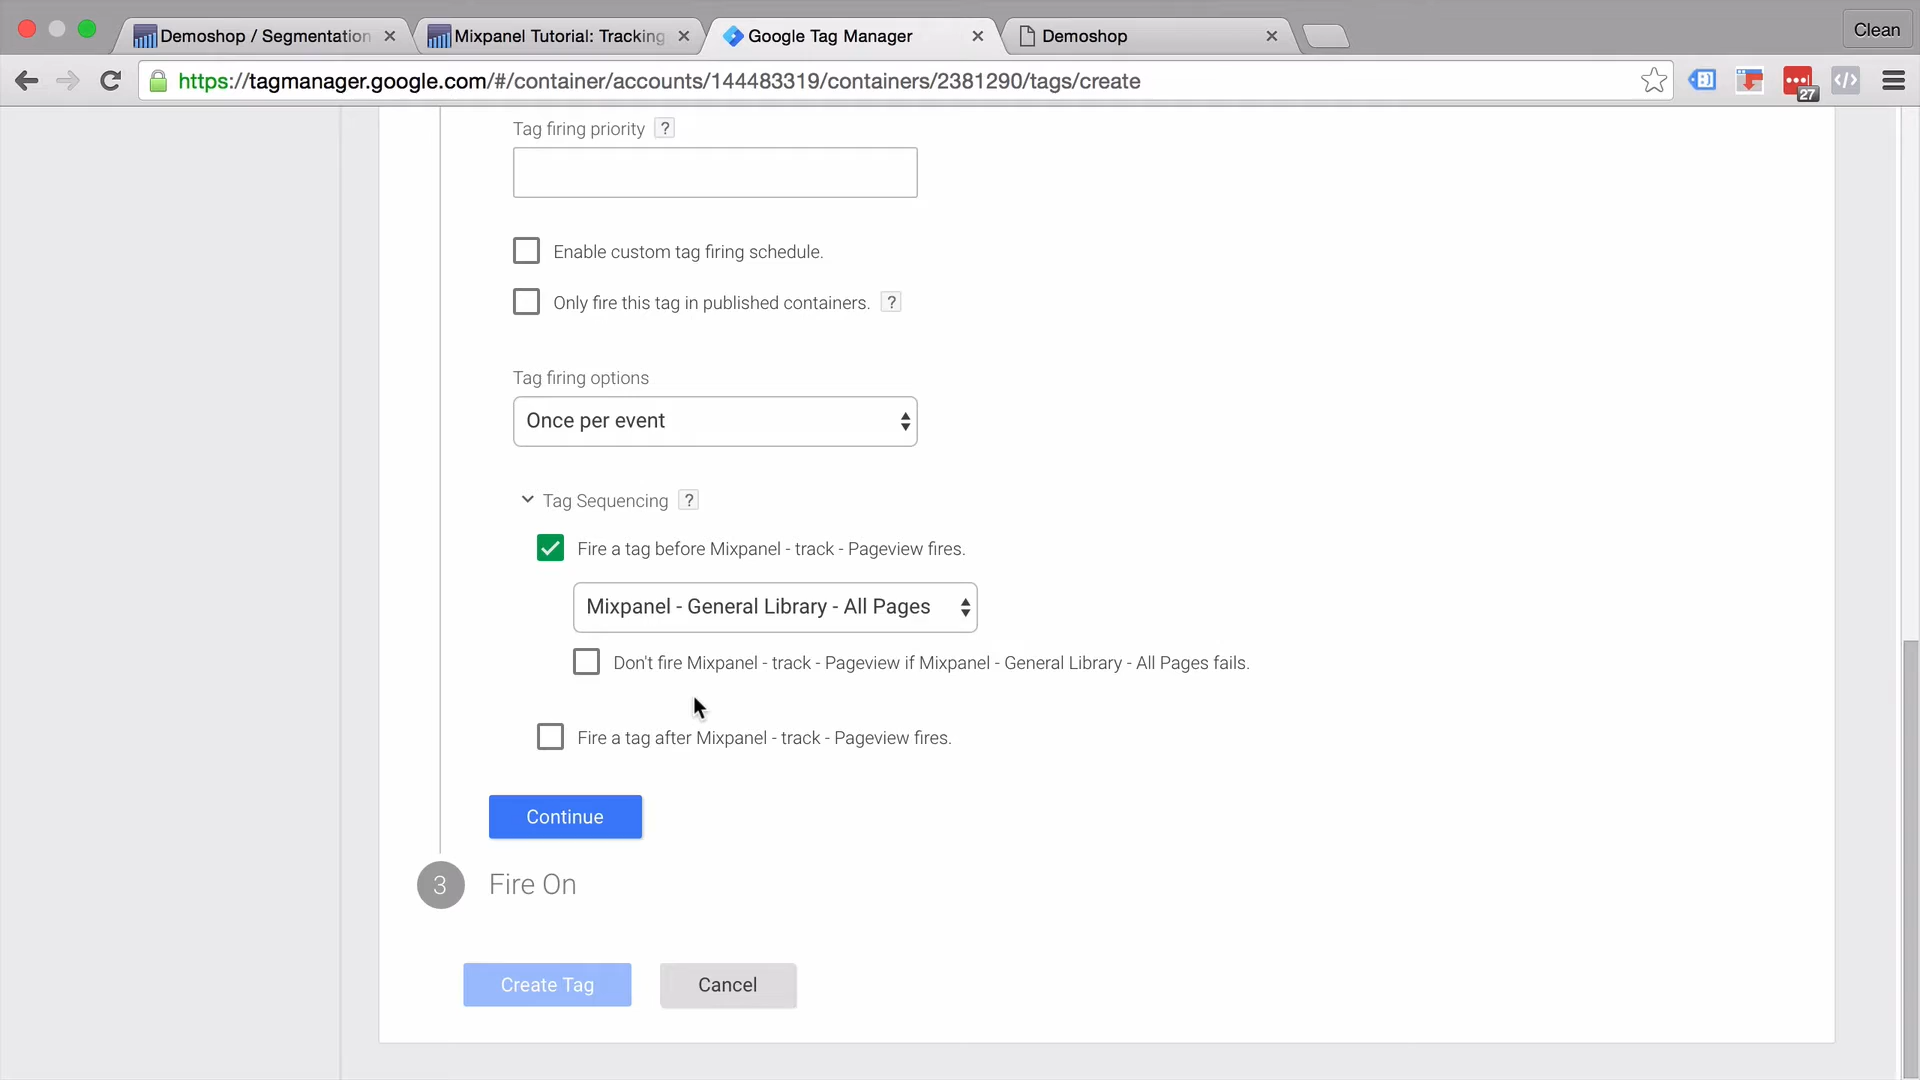 Demoshop / Segmentation
Mixpanel Tutorial: Tracking
Google Tag Manager
Demoshop
Clean
https://tagmanager.google.com/#/container/accounts/144483319/containers/2381290/tags/create
27
Tag firing priority ?
Enable custom tag firing schedule.
Only fire this tag in published containers. ?
Tag firing options
Once per event
Tag Sequencing ?
Fire a tag before Mixpanel - track - Pageview fires.
Mixpanel - General Library - All Pages
Don't fire Mixpanel - track - Pageview if Mixpanel - General Library - All Pages fails.
Fire a tag after Mixpanel - track - Pageview fires.
Continue
3 Fire On
Create Tag Cancel